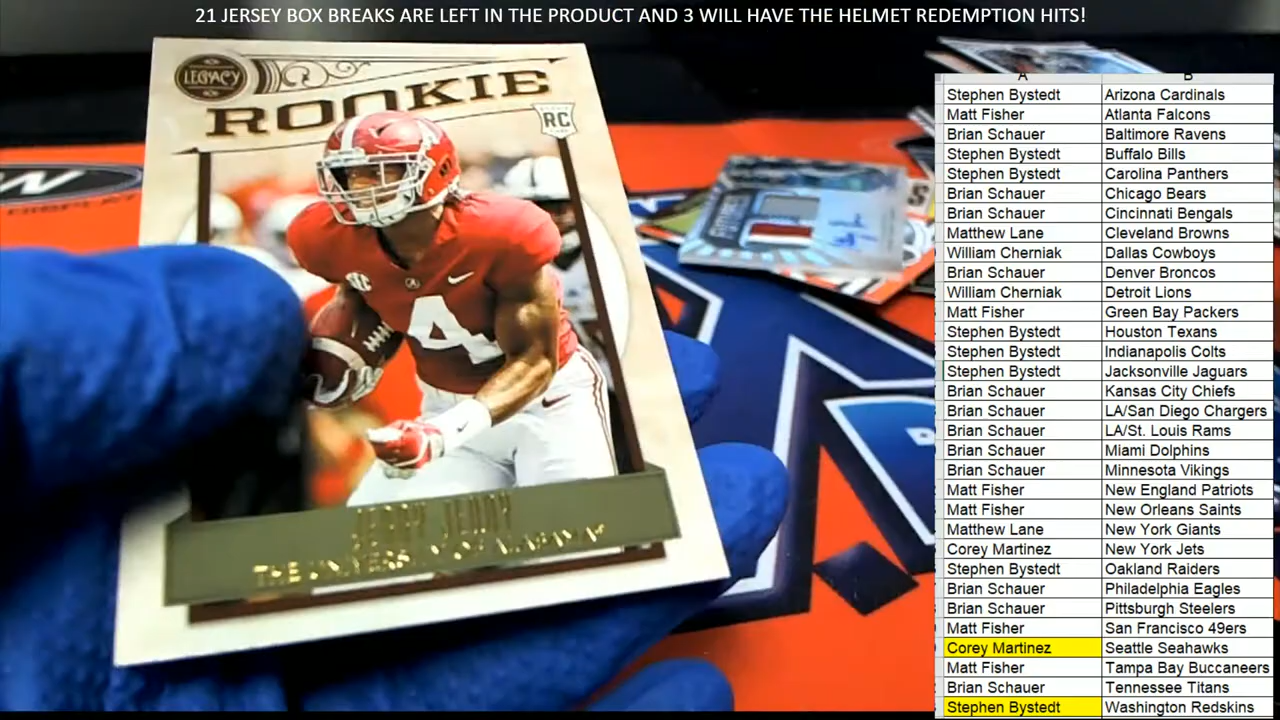 21 JERSEY BOX BREAKS ARE LEFT IN THE PRODUCT AND 3 WILL HAVE THE HELMET REDEMPTION HITS!
LEGACY
ROOKIE
RC
4
JERRY JEUDY
THE UNIVERSITY OF ALABAMA
A B
Stephen Bystedt Arizona Cardinals
Matt Fisher Atlanta Falcons
Brian Schauer Baltimore Ravens
Stephen Bystedt Buffalo Bills
Stephen Bystedt Carolina Panthers
Brian Schauer Chicago Bears
Brian Schauer Cincinnati Bengals
Matthew Lane Cleveland Browns
William Cherniak Dallas Cowboys
Brian Schauer Denver Broncos
William Cherniak Detroit Lions
Matt Fisher Green Bay Packers
Stephen Bystedt Houston Texans
Stephen Bystedt Indianapolis Colts
Stephen Bystedt Jacksonville Jaguars
Brian Schauer Kansas City Chiefs
Brian Schauer LA/San Diego Chargers
Brian Schauer LA/St. Louis Rams
Brian Schauer Miami Dolphins
Brian Schauer Minnesota Vikings
Matt Fisher New England Patriots
Matt Fisher New Orleans Saints
Matthew Lane New York Giants
Corey Martinez New York Jets
Stephen Bystedt Oakland Raiders
Brian Schauer Philadelphia Eagles
Brian Schauer Pittsburgh Steelers
Matt Fisher San Francisco 49ers
Corey Martinez Seattle Seahawks
Matt Fisher Tampa Bay Buccaneers
Brian Schauer Tennessee Titans
Stephen Bystedt Washington Redskins